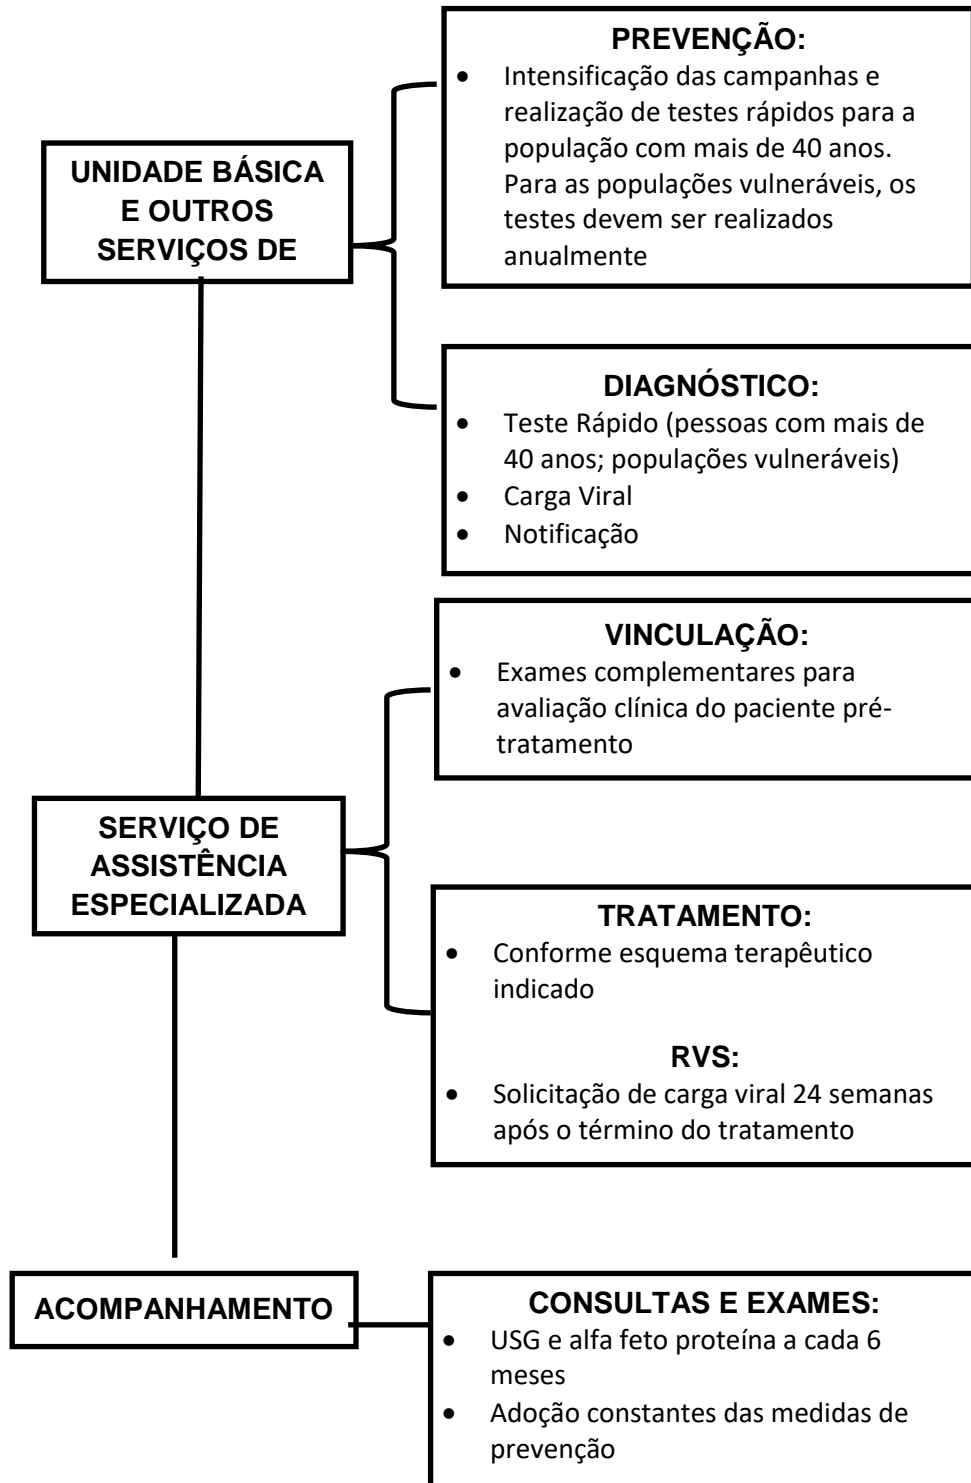 PREVENÇÃO:
• Intensificação das campanhas e
realização de testes rápidos para a
população com mais de 40 anos.
Para as populações vulneráveis, os
testes devem ser realizados
anualmente
UNIDADE BÁSICA
E OUTROS
SERVIÇOS DE
DIAGNÓSTICO:
• Teste Rápido (pessoas com mais de
40 anos; populações vulneráveis)
• Carga Viral
• Notificação
VINCULAÇÃO:
• Exames complementares para
avaliação clínica do paciente pré-
tratamento
SERVIÇO DE
ASSISTÊNCIA
ESPECIALIZADA
TRATAMENTO:
• Conforme esquema terapêutico
indicado
RVS:
• Solicitação de carga viral 24 semanas
após o término do tratamento
ACOMPANHAMENTO
CONSULTAS E EXAMES:
• USG e alfa feto proteína a cada 6
meses
• Adoção constantes das medidas de
prevenção